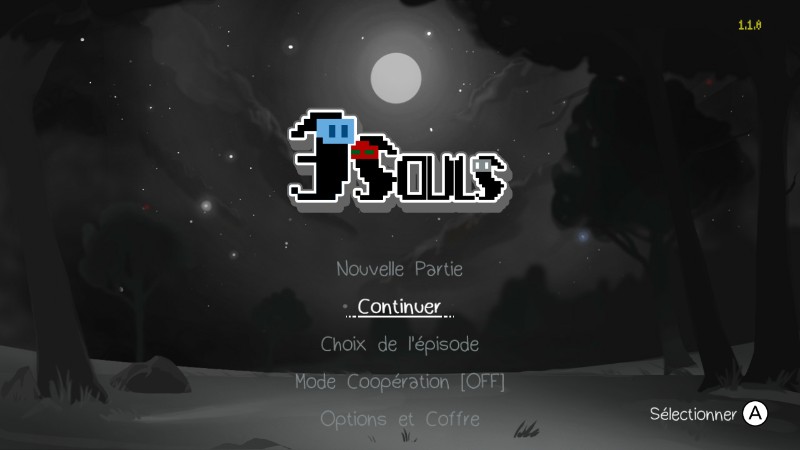 1.1.0
3Souls
Nouvelle Partie
Continuer
Choix de l'épisode
Mode Coopération [OFF]
Options et Coffre
Sélectionner A